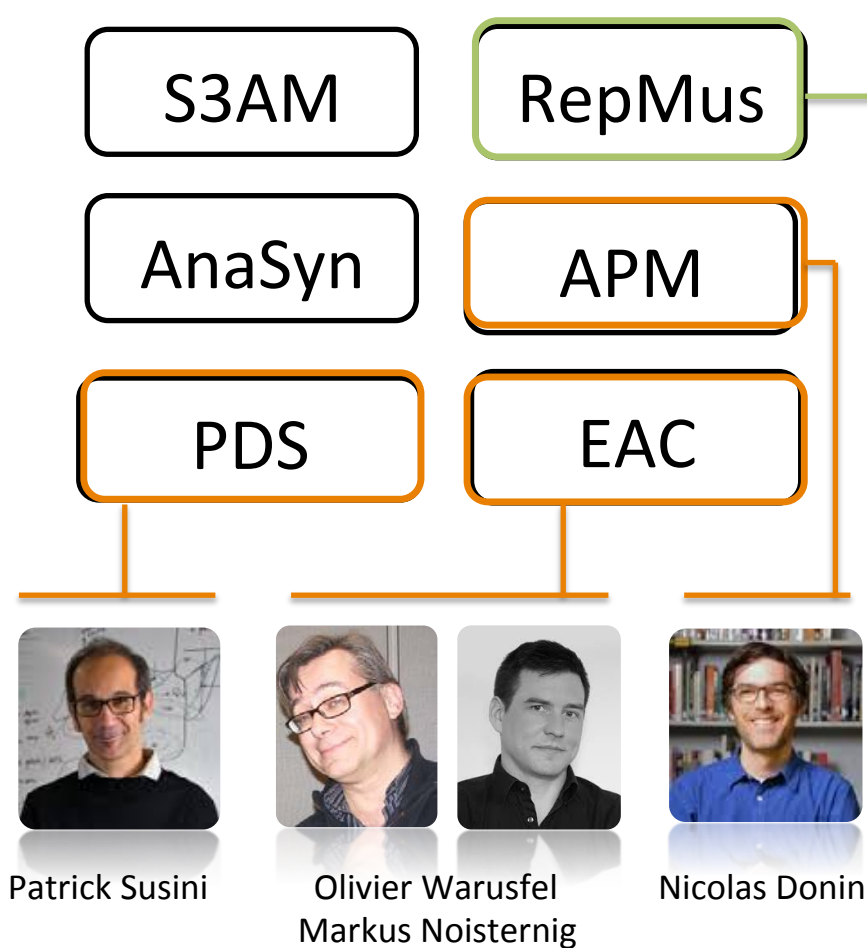 S3AM
RepMus
AnaSyn
APM
PDS
EAC
Patrick Susini
Olivier Warusfel
Markus Noisternig
Nicolas Donin